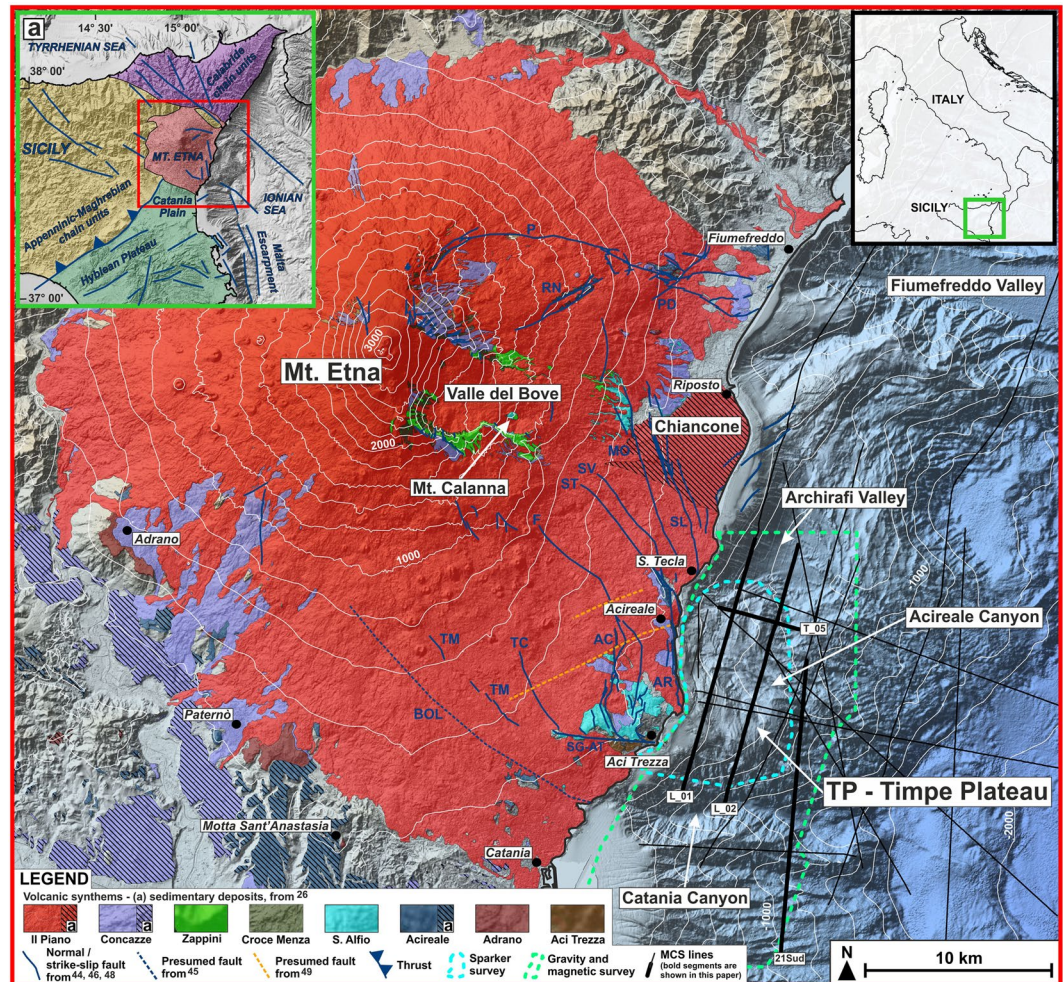 a
14° 30'
15° 00'
TYRRHENIAN SEA
38° 00'
Calabride
chain units
SICILY
MT. ETNA
IONIAN
SEA
Catania
Plain
Appenninic-Maghrebian
chain units
Hyblean Plateau
Malta
Escarpment
37° 00'
ITALY
SICILY
Fiumefreddo
Fiumefreddo Valley
P
RN
PD
3000
Mt. Etna
Valle del Bove
Riposto
Chiancone
2000
MO
SV
ST
Mt. Calanna
SL
F
Archirafi Valley
Adrano
1000
S. Tecla
1000
Acireale
Acireale Canyon
T_05
TM
TC
AC
TM
AR
BOL
Paternò
SG-AT
Aci Trezza
TP - Timpe Plateau
L_01
L_02
Motta Sant'Anastasia
-2000
Catania
Catania Canyon
-1000
21Sud
LEGEND
Volcanic synthems - (a) sedimentary deposits, from 26
a
a
a
Il Piano
Concazze
Zappini
Croce Menza
S. Alfio
Acireale
Adrano
Aci Trezza
Normal /
strike-slip fault
from 44, 46, 48
Presumed fault
from 45
Presumed fault
from 49
Thrust
Sparker
survey
Gravity and
magnetic survey
MCS lines
(bold segments are
shown in this paper)
N
10 km